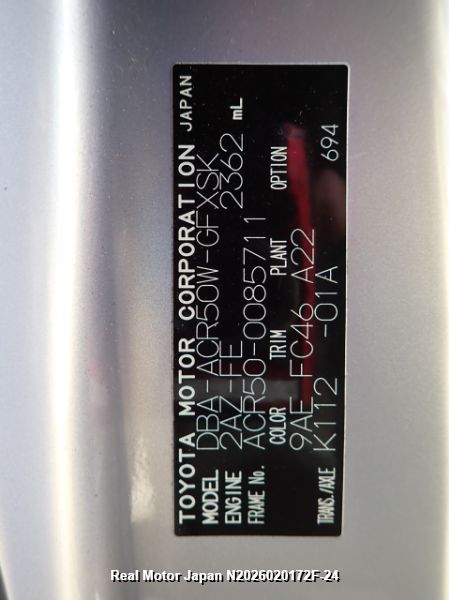 TOYOTA MOTOR CORPORATION JAPAN
MODEL DBA-ACR50W-GFXSK
ENGINE 2AZ-FE 2362 mL
FRAME No. ACR50-0085711
COLOR TRIM PLANT OPTION
9AE FC46 A22 694
TRANS./AXLE K112 -01A
Real Motor Japan N2026020172F-24